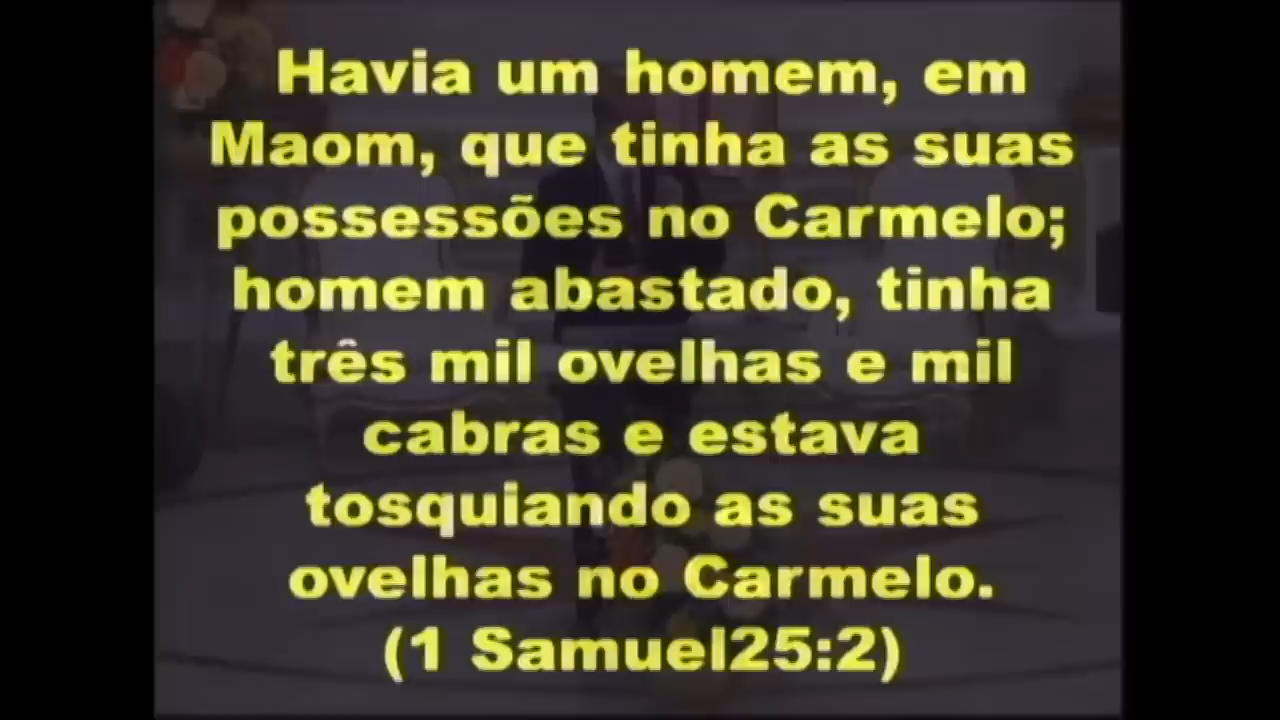 Havia um homem, em
Maom, que tinha as suas
possessões no Carmelo;
homem abastado, tinha
três mil ovelhas e mil
cabras e estava
tosquiando as suas
ovelhas no Carmelo.
(1 Samuel25:2)